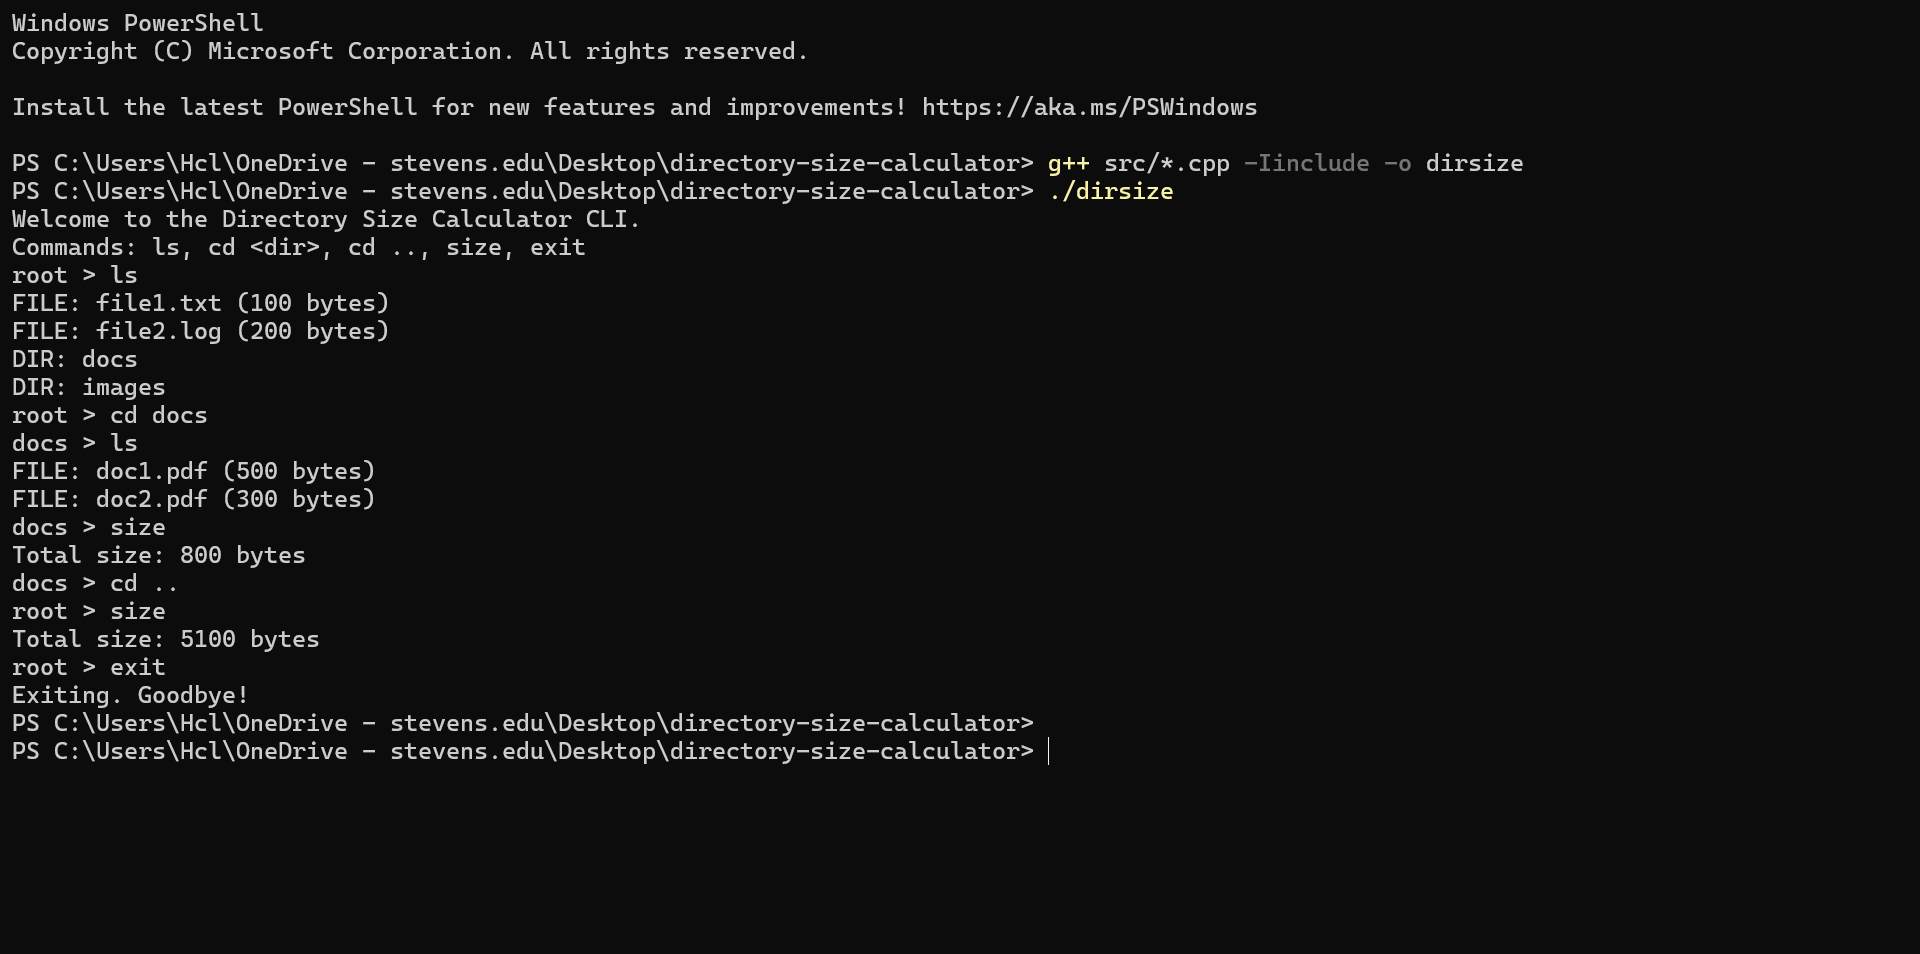 Windows PowerShell
Copyright (C) Microsoft Corporation. All rights reserved.
Install the latest PowerShell for new features and improvements! https://aka.ms/PSWindows
PS C:\Users\Hcl\OneDrive - stevens.edu\Desktop\directory-size-calculator> g++ src/*.cpp -Iinclude -o dirsize
PS C:\Users\Hcl\OneDrive - stevens.edu\Desktop\directory-size-calculator> ./dirsize
Welcome to the Directory Size Calculator CLI.
Commands: ls, cd <dir>, cd .., size, exit
root > ls
FILE: file1.txt (100 bytes)
FILE: file2.log (200 bytes)
DIR: docs
DIR: images
root > cd docs
docs > ls
FILE: doc1.pdf (500 bytes)
FILE: doc2.pdf (300 bytes)
docs > size
Total size: 800 bytes
docs > cd ..
root > size
Total size: 5100 bytes
root > exit
Exiting. Goodbye!
PS C:\Users\Hcl\OneDrive - stevens.edu\Desktop\directory-size-calculator>
PS C:\Users\Hcl\OneDrive - stevens.edu\Desktop\directory-size-calculator>